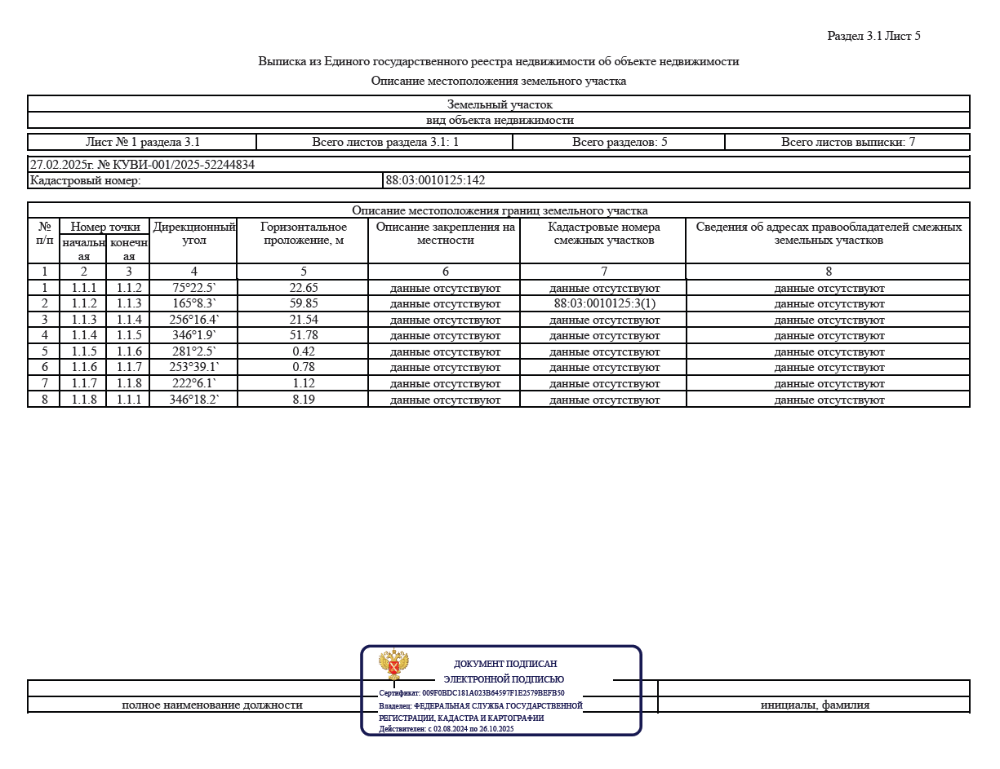 Раздел 3.1 Лист 5
Выписка из Единого государственного реестра недвижимости об объекте недвижимости
Описание местоположения земельного участка
Земельный участок
вид объекта недвижимости
Лист № 1 раздела 3.1 Всего листов раздела 3.1: 1 Всего разделов: 5 Всего листов выписки: 7
27.02.2025г. № КУВИ-001/2025-52244834
Кадастровый номер: 88:03:0010125:142
Описание местоположения границ земельного участка
№ Номер точки Дирекционный Горизонтальное Описание закрепления на Кадастровые номера Сведения об адресах правообладателей смежных
п/п начальн конечн угол проложение, м местности смежных участков земельных участков
ая ая
1 2 3 4 5 6 7 8
1 1.1.1 1.1.2 75°22.5` 22.65 данные отсутствуют данные отсутствуют данные отсутствуют
2 1.1.2 1.1.3 165°8.3` 59.85 данные отсутствуют 88:03:0010125:3(1) данные отсутствуют
3 1.1.3 1.1.4 256°16.4` 21.54 данные отсутствуют данные отсутствуют данные отсутствуют
4 1.1.4 1.1.5 346°1.9` 51.78 данные отсутствуют данные отсутствуют данные отсутствуют
5 1.1.5 1.1.6 281°2.5` 0.42 данные отсутствуют данные отсутствуют данные отсутствуют
6 1.1.6 1.1.7 253°39.1` 0.78 данные отсутствуют данные отсутствуют данные отсутствуют
7 1.1.7 1.1.8 222°6.1` 1.12 данные отсутствуют данные отсутствуют данные отсутствуют
8 1.1.8 1.1.1 346°18.2` 8.19 данные отсутствуют данные отсутствуют данные отсутствуют
ДОКУМЕНТ ПОДПИСАН
ЭЛЕКТРОННОЙ ПОДПИСЬЮ
Сертификат: 009F0BDC181A023B64597F1E2579BEFB50
полное наименование должности Владелец: ФЕДЕРАЛЬНАЯ СЛУЖБА ГОСУДАРСТВЕННОЙ инициалы, фамилия
РЕГИСТРАЦИИ, КАДАСТРА И КАРТОГРАФИИ
Действителен: с 02.08.2024 по 26.10.2025